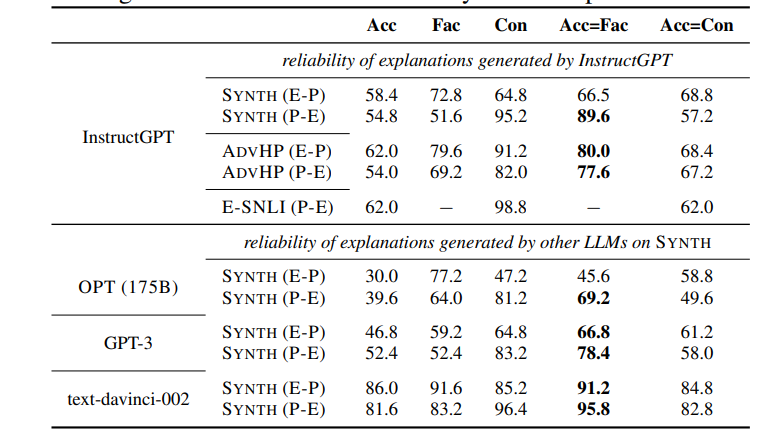 Acc Fac Con Acc=Fac Acc=Con
reliability of explanations generated by InstructGPT
InstructGPT
SYNTH (E-P) 58.4 72.8 64.8 66.5 68.8
SYNTH (P-E) 54.8 51.6 95.2 89.6 57.2
ADVHP (E-P) 62.0 79.6 91.2 80.0 68.4
ADVHP (P-E) 54.0 69.2 82.0 77.6 67.2
E-SNLI (P-E) 62.0 — 98.8 — 62.0
reliability of explanations generated by other LLMs on SYNTH
OPT (175B)
SYNTH (E-P) 30.0 77.2 47.2 45.6 58.8
SYNTH (P-E) 39.6 64.0 81.2 69.2 49.6
GPT-3
SYNTH (E-P) 46.8 59.2 64.8 66.8 61.2
SYNTH (P-E) 52.4 52.4 83.2 78.4 58.0
text-davinci-002
SYNTH (E-P) 86.0 91.6 85.2 91.2 84.8
SYNTH (P-E) 81.6 83.2 96.4 95.8 82.8